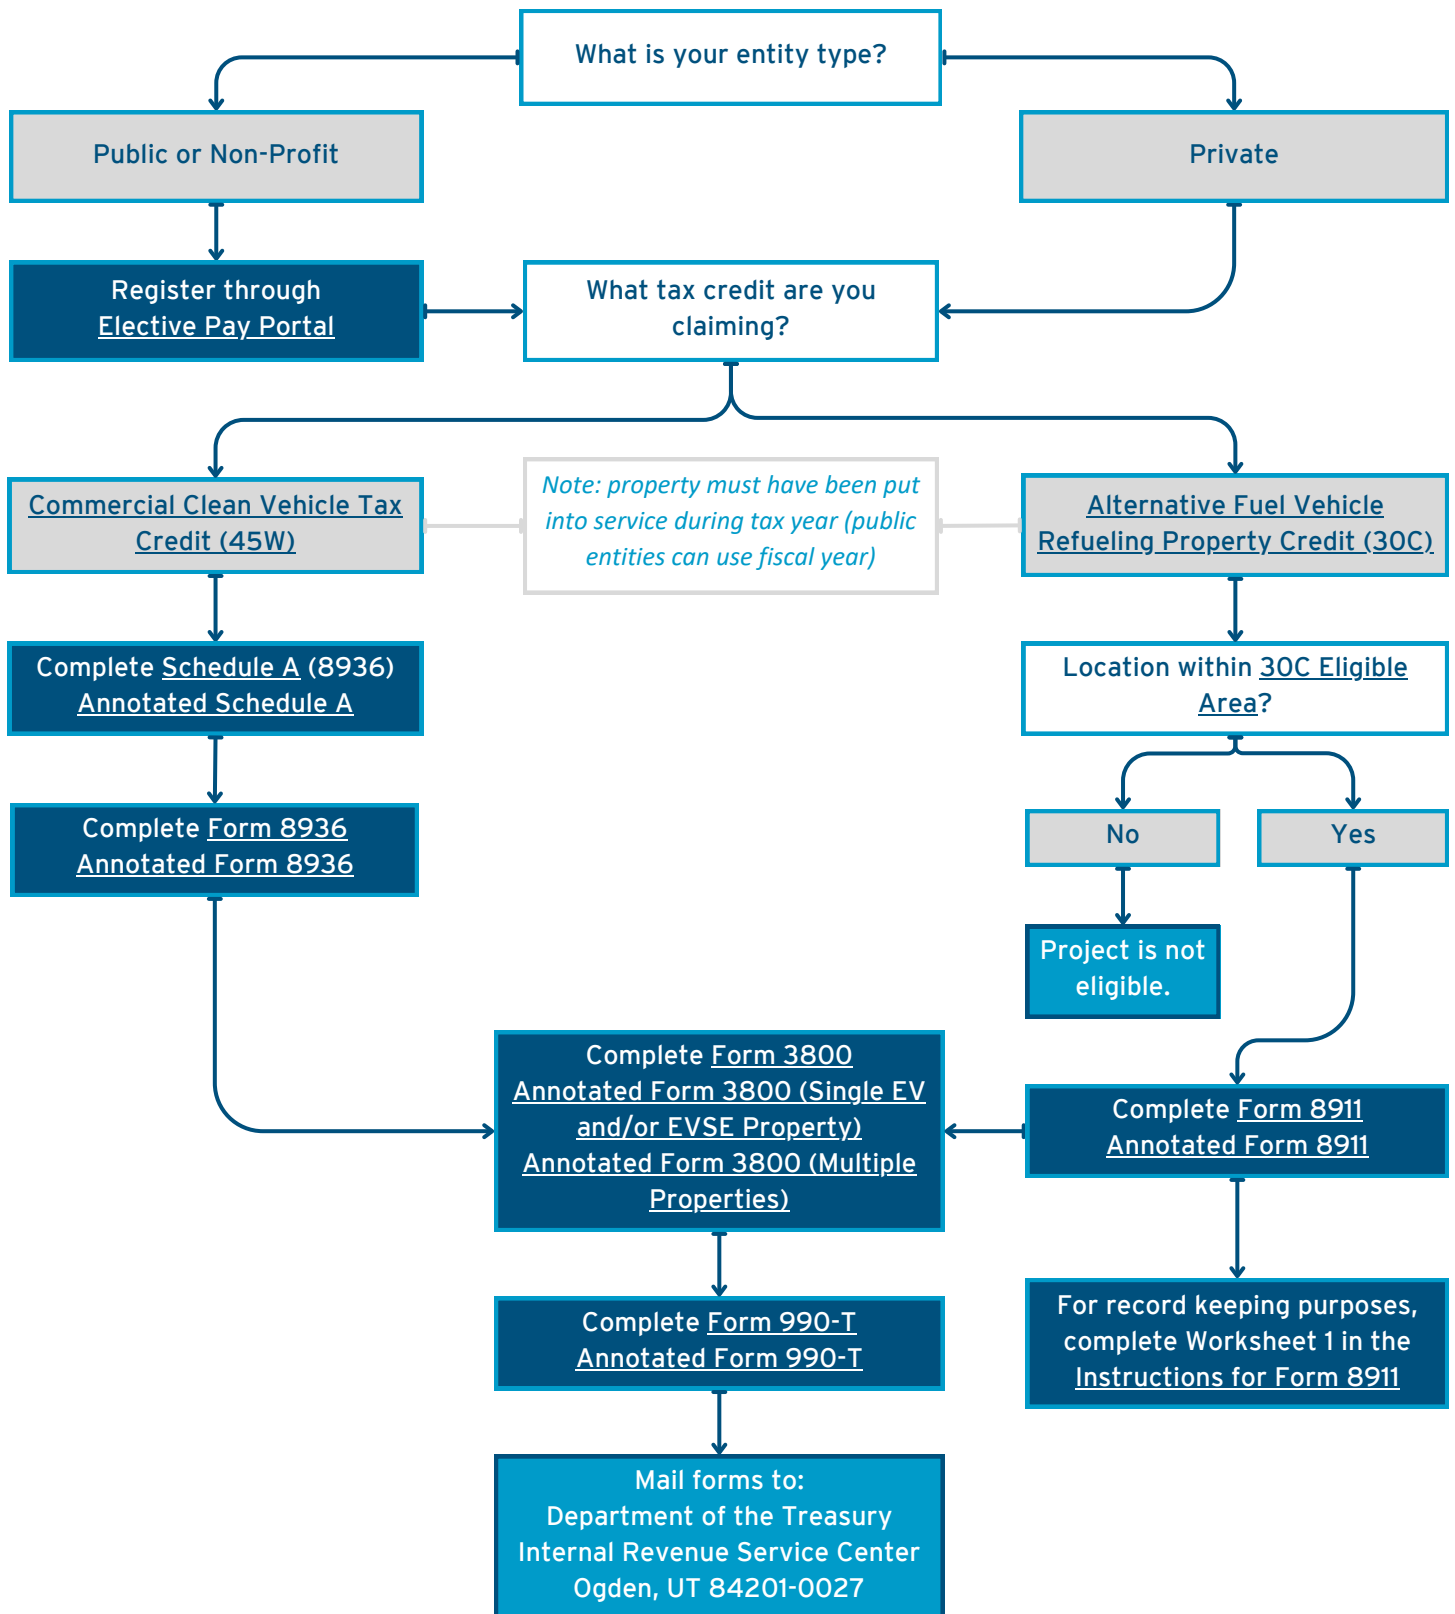 What is your entity type?
Public or Non-Profit
Private
Register through
Elective Pay Portal
What tax credit are you
claiming?
Commercial Clean Vehicle Tax
Credit (45W)
Note: property must have been put
into service during tax year (public
entities can use fiscal year)
Alternative Fuel Vehicle
Refueling Property Credit (30C)
Complete Schedule A (8936)
Annotated Schedule A
Location within 30C Eligible
Area?
Complete Form 8936
Annotated Form 8936
No
Yes
Project is not
eligible.
Complete Form 3800
Annotated Form 3800 (Single EV
and/or EVSE Property)
Annotated Form 3800 (Multiple
Properties)
Complete Form 8911
Annotated Form 8911
Complete Form 990-T
Annotated Form 990-T
For record keeping purposes,
complete Worksheet 1 in the
Instructions for Form 8911
Mail forms to:
Department of the Treasury
Internal Revenue Service Center
Ogden, UT 84201-0027